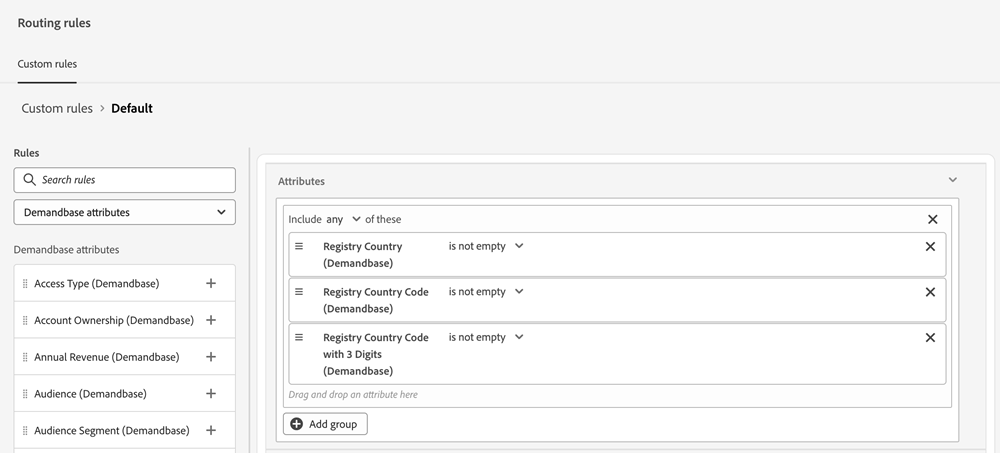 Routing rules
Custom rules
Custom rules > Default
Rules
Search rules
Demandbase attributes
Demandbase attributes
Access Type (Demandbase)
Account Ownership (Demandbase)
Annual Revenue (Demandbase)
Audience (Demandbase)
Audience Segment (Demandbase)
Attributes
Include any of these
Registry Country is not empty
(Demandbase)
Registry Country Code is not empty
(Demandbase)
Registry Country Code is not empty
with 3 Digits
(Demandbase)
Drag and drop an attribute here
Add group